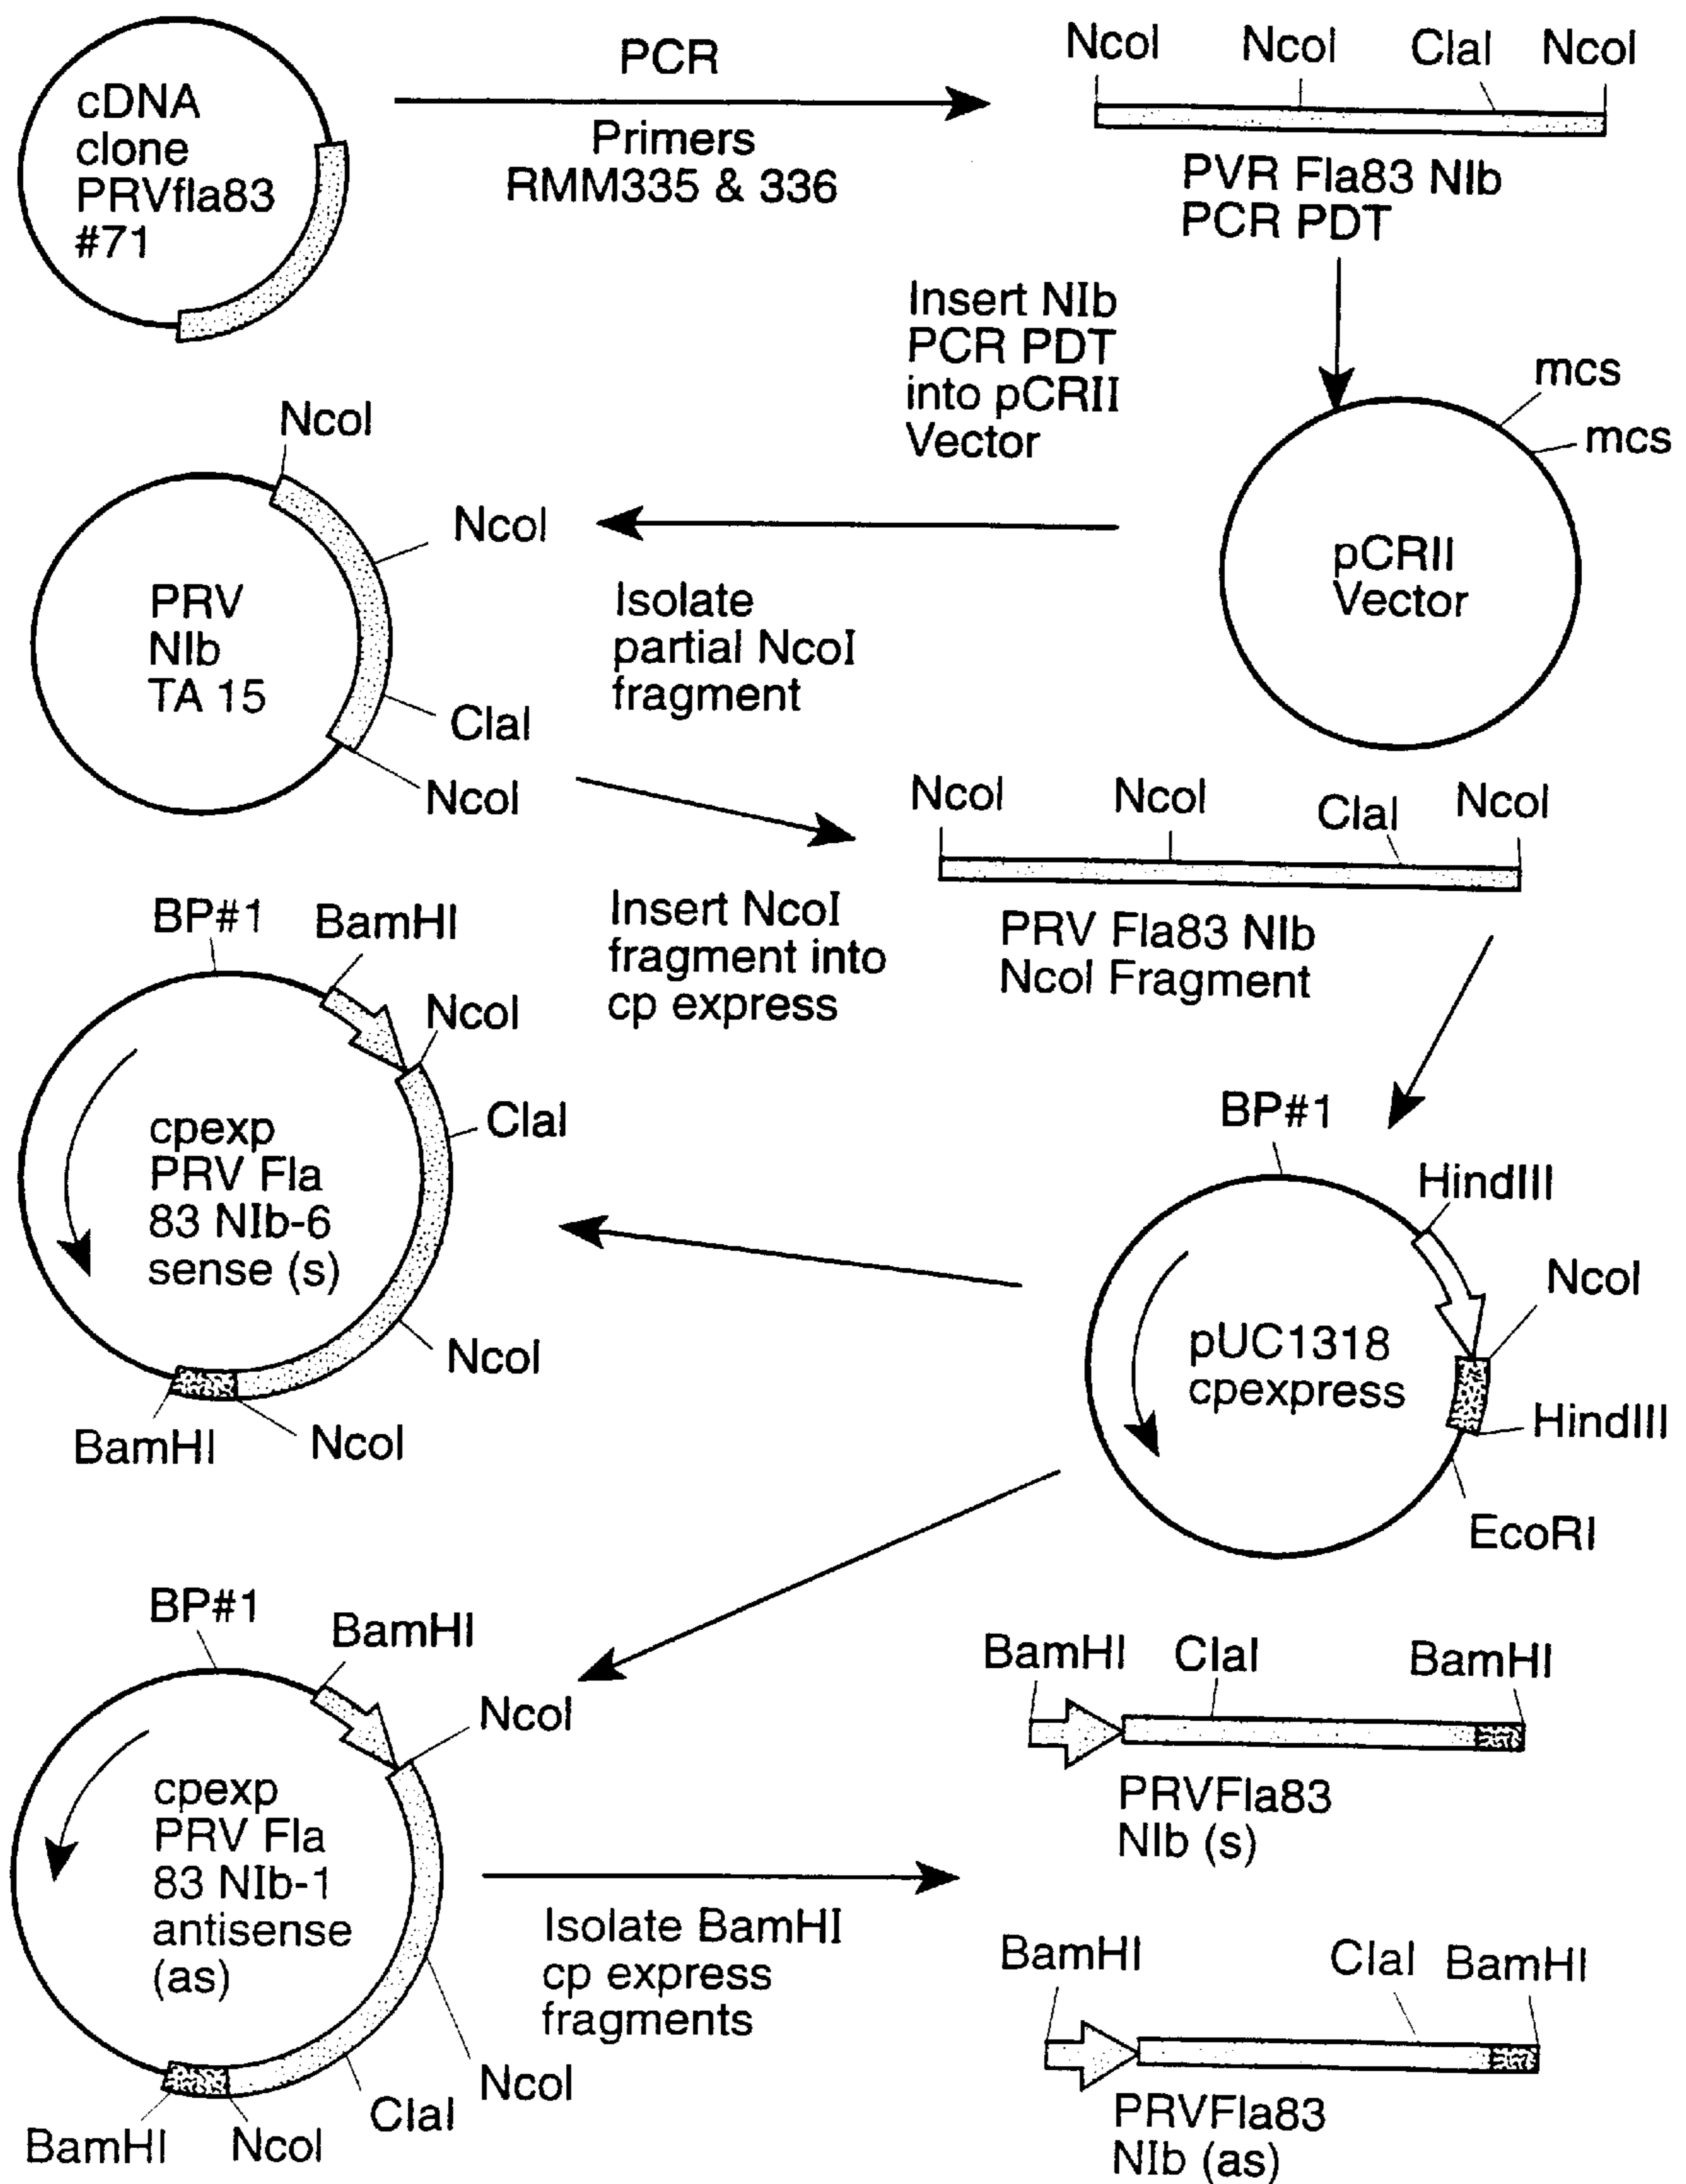 cDNA
clone
PRVfla83
#71
PCR
Primers
RMM335 & 336
NcoI NcoI ClaI NcoI
PVR Fla83 NIb
PCR PDT
Insert NIb
PCR PDT
into pCRII
Vector
mcs
mcs
pCRII
Vector
NcoI
NcoI
PRV
NIb
TA 15
ClaI
NcoI
Isolate
partial NcoI
fragment
NcoI NcoI ClaI NcoI
PRV Fla83 NIb
NcoI Fragment
Insert NcoI
fragment into
cp express
BP#1
BamHI
NcoI
ClaI
cpexp
PRV Fla
83 NIb-6
sense (s)
NcoI
BamHI
NcoI
BP#1
HindIII
NcoI
pUC1318
cpexpress
HindIII
EcoRI
BP#1
BamHI
NcoI
cpexp
PRV Fla
83 NIb-1
antisense
(as)
NcoI
ClaI
BamHI
NcoI
Isolate BamHI
cp express
fragments
BamHI ClaI BamHI
PRVFla83
NIb (s)
BamHI ClaI BamHI
PRVFla83
NIb (as)